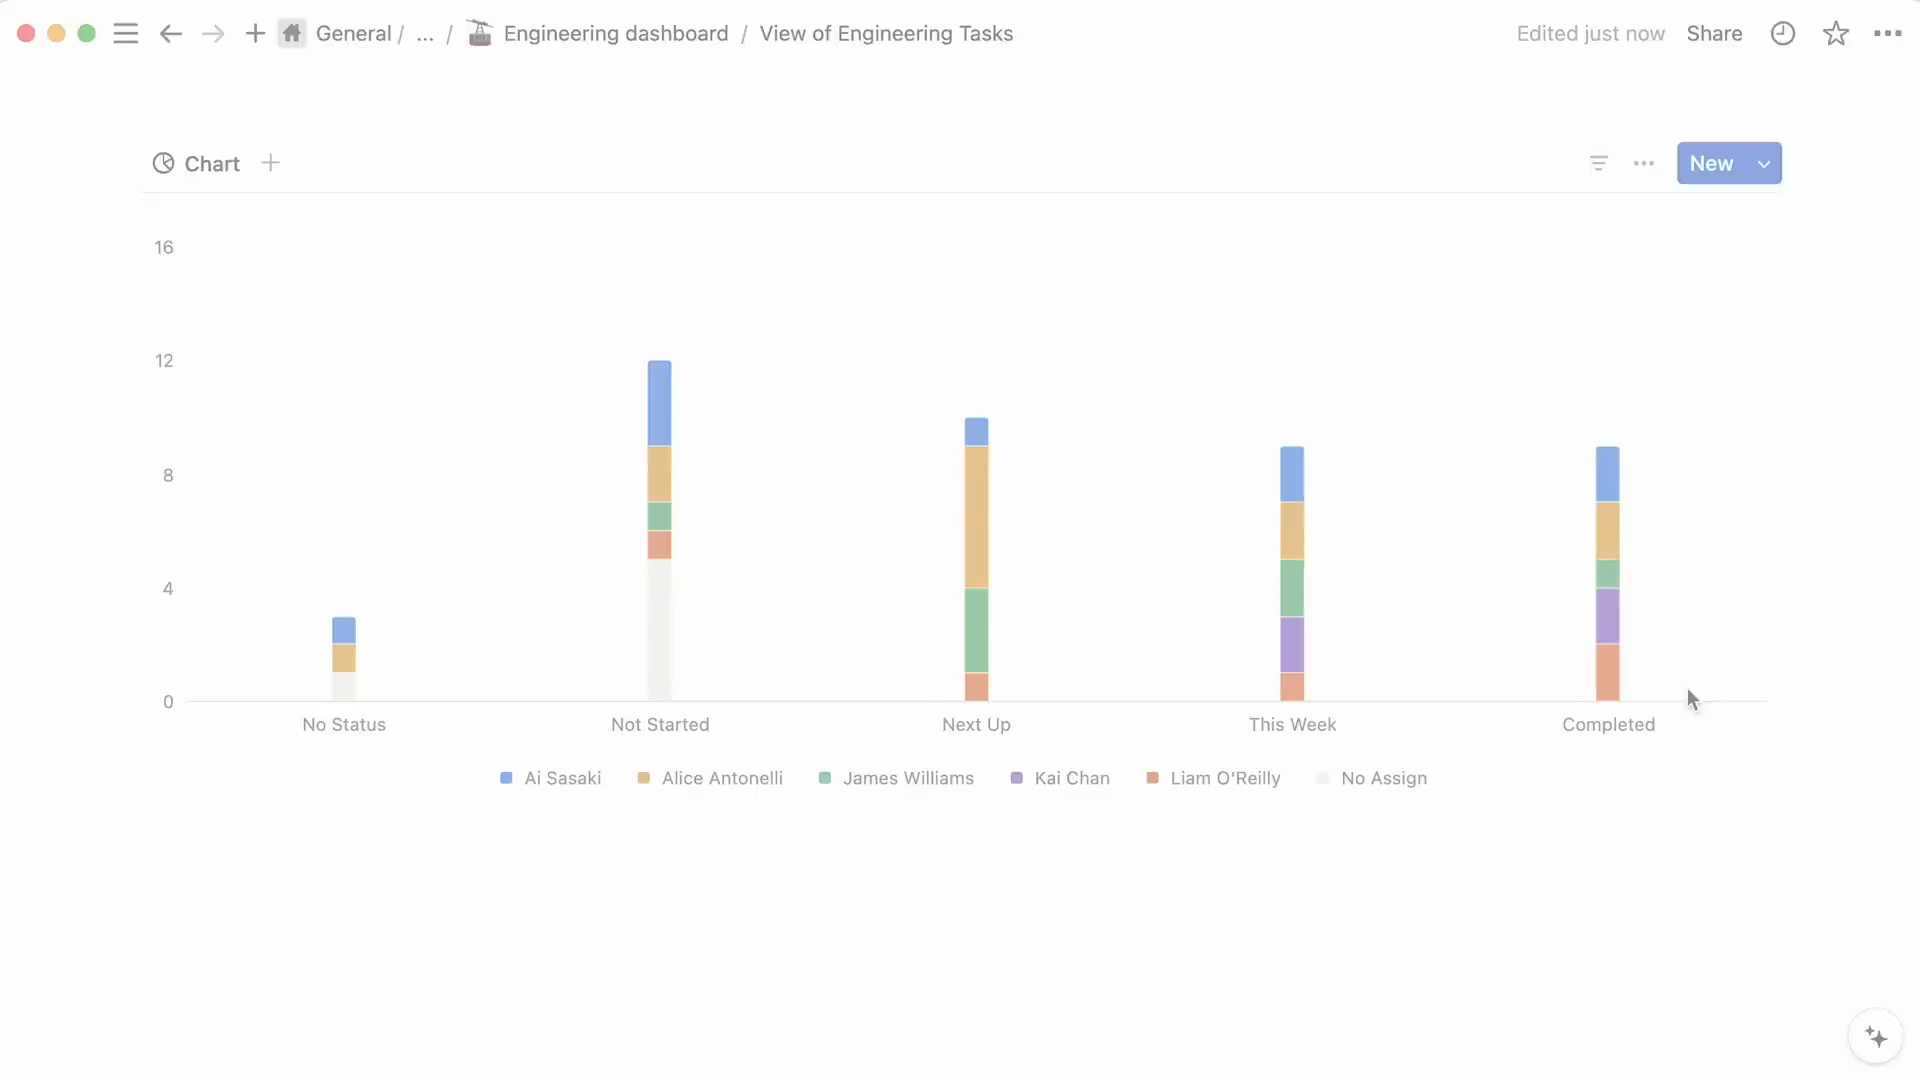 General / ... / Engineering dashboard / View of Engineering Tasks
Edited just now Share
Chart
New
16
12
8
4
0
No Status Not Started Next Up This Week Completed
Ai Sasaki Alice Antonelli James Williams Kai Chan Liam O'Reilly No Assign